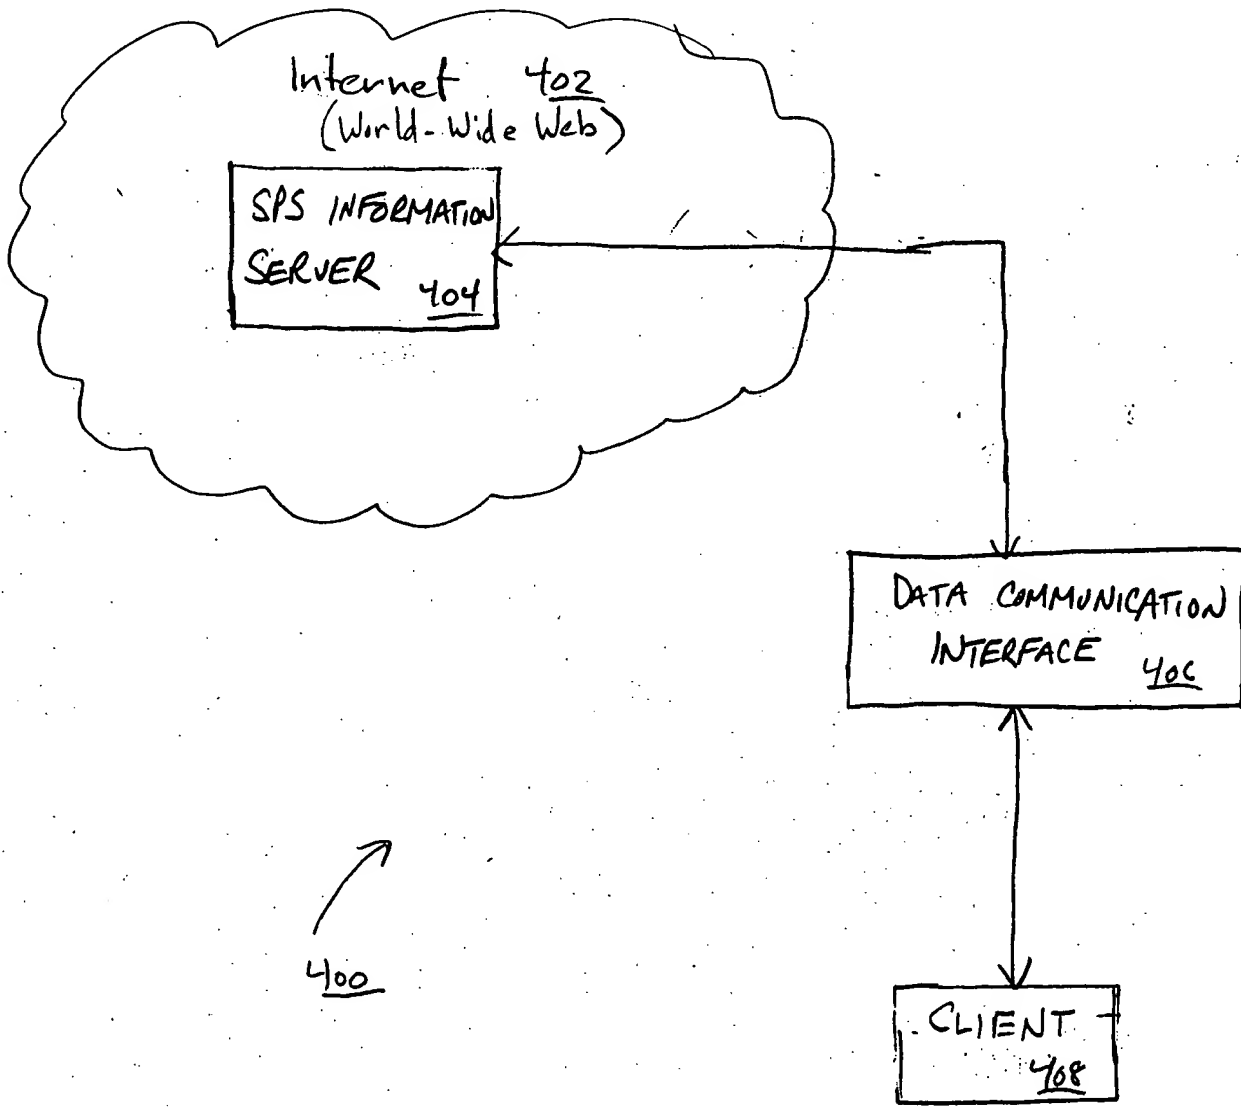 Internet 402
(World-Wide Web)
SPS INFORMATION
SERVER 404
DATA COMMUNICATION
INTERFACE 406
400
CLIENT
408